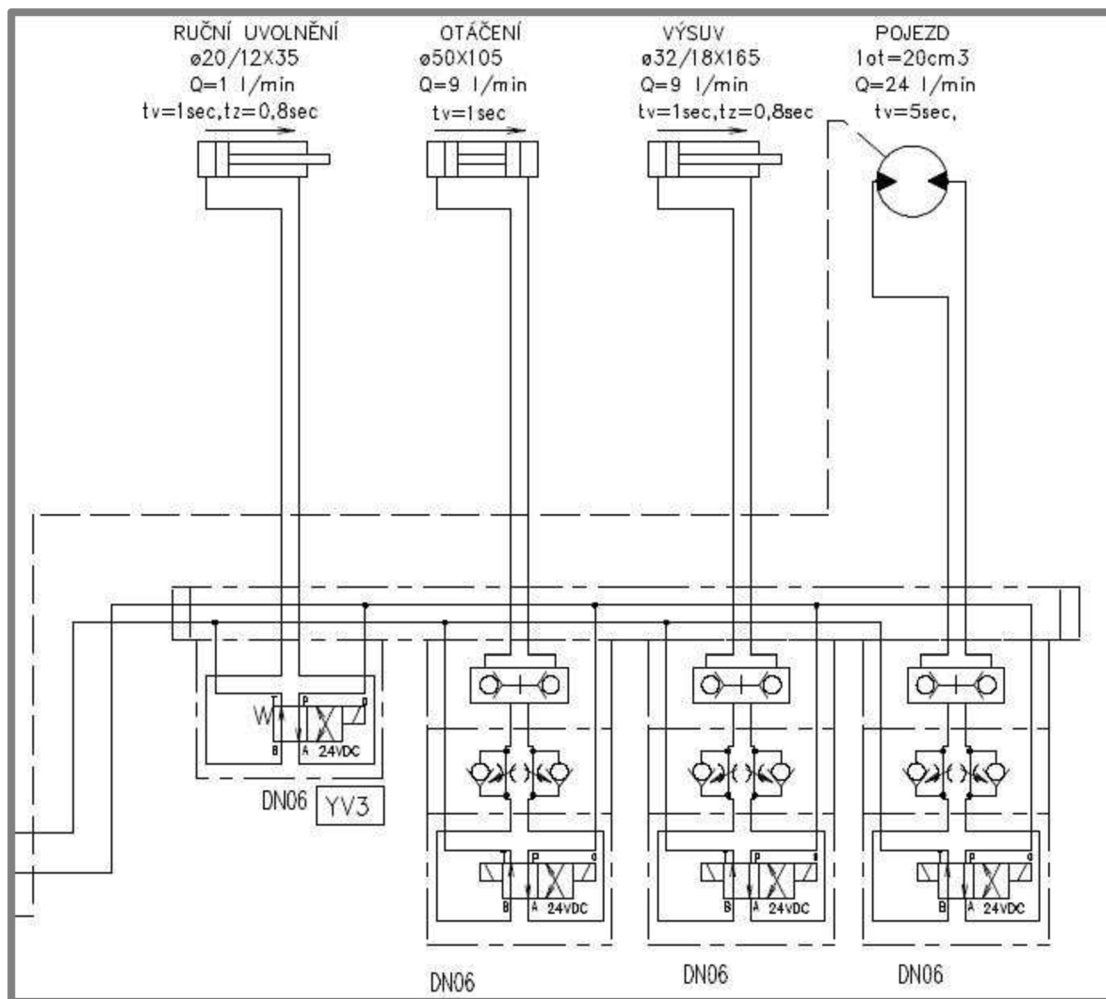 RUČNÍ UVOLNĚNÍ
ø20/12X35
Q=1 l/min
tv=1sec,tz=0,8sec
OTÁČENÍ
ø50X105
Q=9 l/min
tv=1sec
VÝSUV
ø32/18X165
Q=9 l/min
tv=1sec,tz=0,8sec
POJEZD
1ot=20cm3
Q=24 l/min
tv=5sec,
T P
B A 24VDC
DN06 YV3
T P
B A 24VDC
DN06
T P
B A 24VDC
DN06
T P
B A 24VDC
DN06